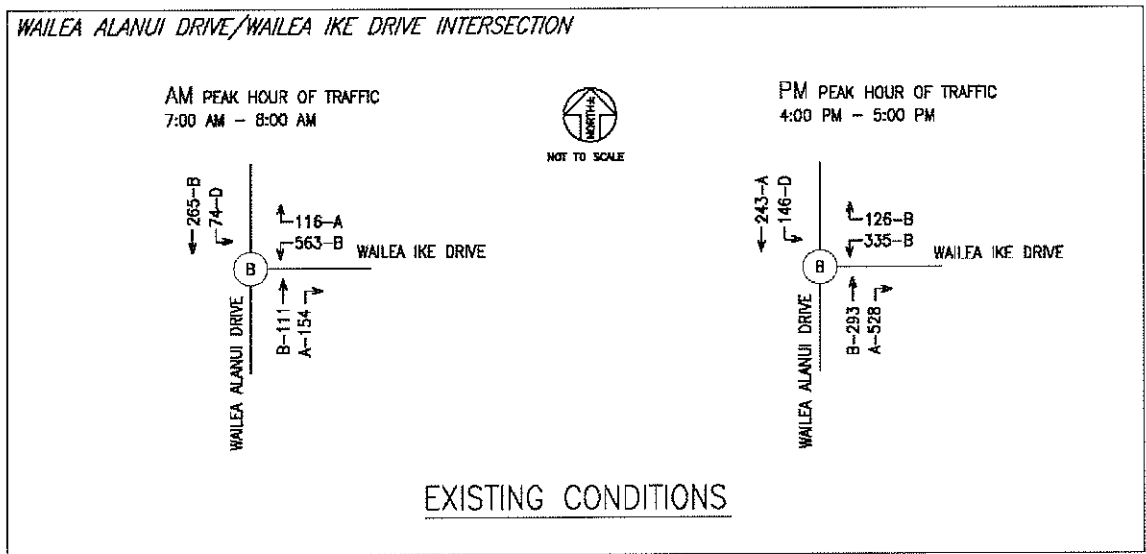 WAILEA ALANUI DRIVE/WAILEA IKE DRIVE INTERSECTION
AM PEAK HOUR OF TRAFFIC
7:00 AM - 8:00 AM
NORTH
NOT TO SCALE
PM PEAK HOUR OF TRAFFIC
4:00 PM - 5:00 PM
265-B
74-D
116-A
563-B
WAILEA IKE DRIVE
B
B-111
A-154
WAILEA ALANUI DRIVE
243-A
146-D
126-B
335-B
WAILEA IKE DRIVE
B
B-293
A-528
WAILEA ALANUI DRIVE
EXISTING CONDITIONS